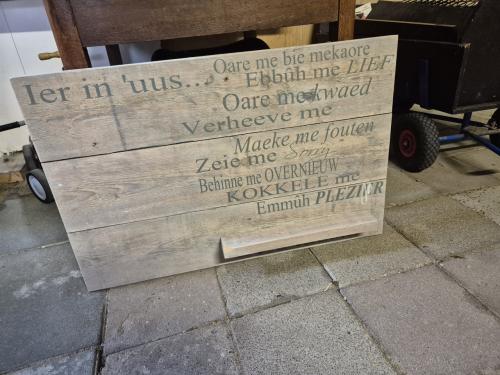 Ier in 'uus...
Oare me bie mekaore
Ebbûh me LIEF
Oare me kwaed
Verheeve me
Maeke me fouten
Zeie me Sorry
Behinne me OVERNIEUW
KOKKELE me
Emmûh PLEZIER